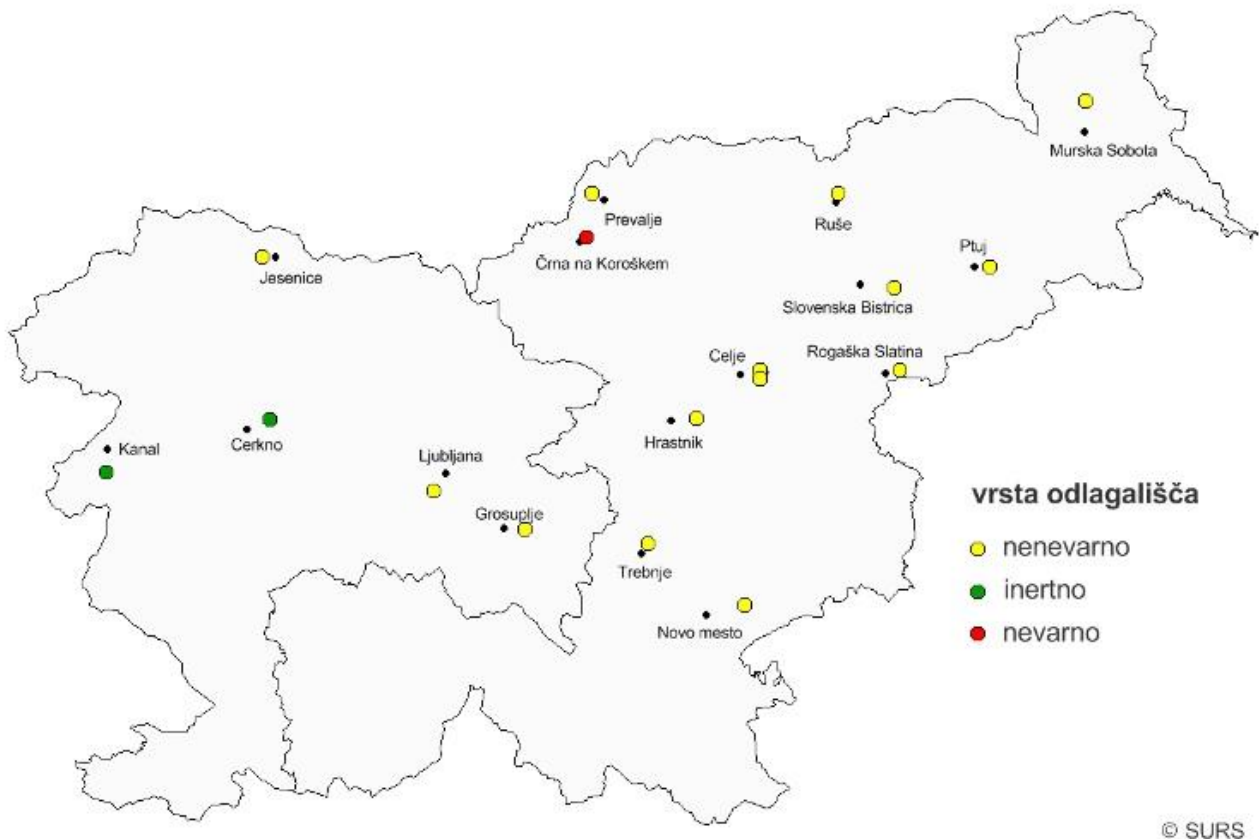 Murska Sobota
Prevalje
Ruše
Črna na Koroškem
Ptuj
Jesenice
Slovenska Bistrica
Celje
Rogaška Slatina
Hrastnik
Cerkno
Kanal
Ljubljana
Grosuplje
Trebnje
Novo mesto
vrsta odlagališča
nenevarno
inertno
nevarno
© SURS